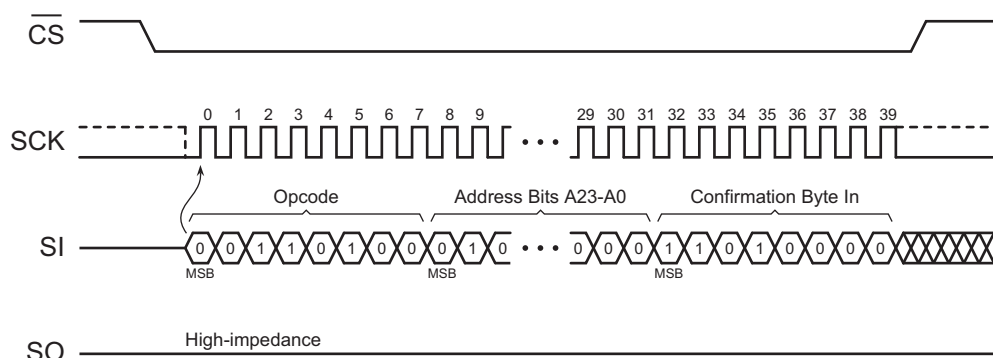 CS
0 1 2 3 4 5 6 7 8 9 29 30 31 32 33 34 35 36 37 38 39
SCK • • •
Opcode Address Bits A23-A0 Confirmation Byte In
SI 0 0 1 1 0 1 0 0 0 1 0 • • • 0 0 0 1 1 0 1 0 0 0 0
MSB MSB MSB
High-impedance
SO